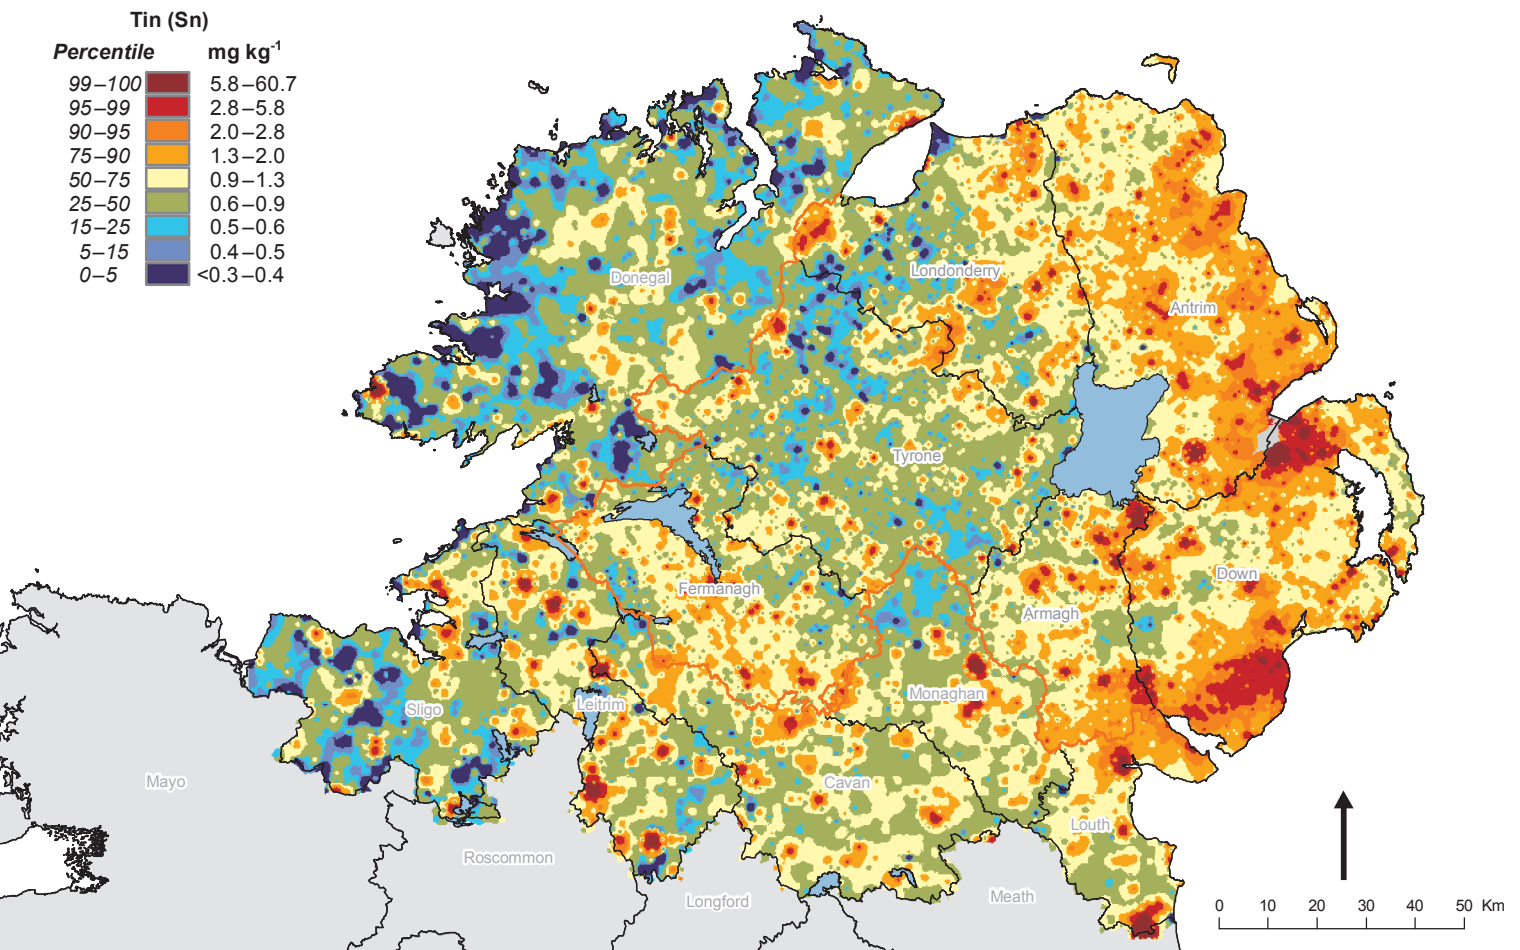 Tin (Sn)
Percentile mg kg-1
99–100 5.8–60.7
95–99 2.8–5.8
90–95 2.0–2.8
75–90 1.3–2.0
50–75 0.9–1.3
25–50 0.6–0.9
15–25 0.5–0.6
5–15 0.4–0.5
0–5 <0.3–0.4
Donegal
Londonderry
Antrim
Tyrone
Fermanagh
Down
Armagh
Monaghan
Leitrim
Sligo
Mayo
Cavan
Louth
Roscommon
Longford
Meath
0 10 20 30 40 50 Km